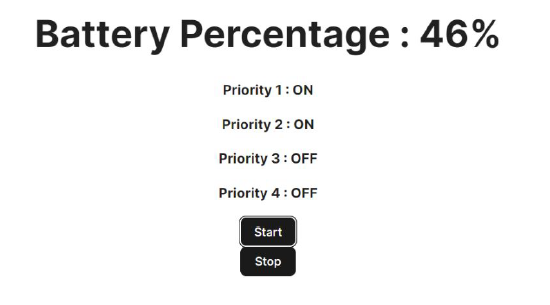 Battery Percentage : 46%
Priority 1 : ON
Priority 2 : ON
Priority 3 : OFF
Priority 4 : OFF
Start
Stop